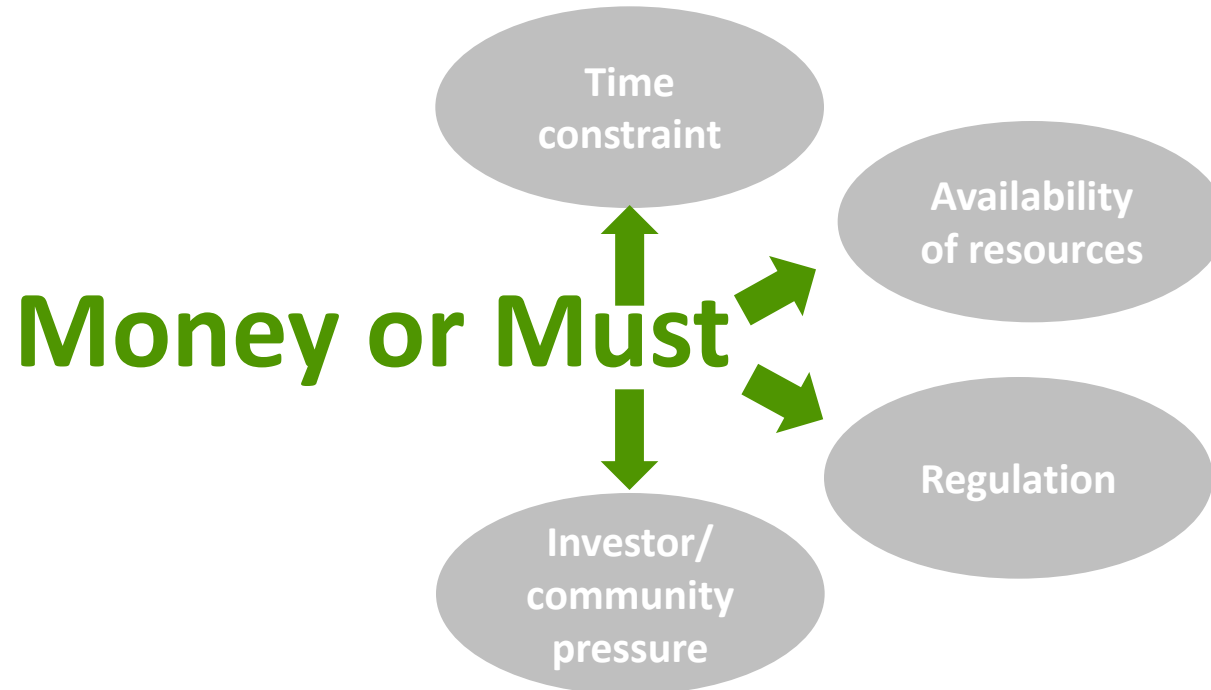 Time
constraint
Availability
of resources
Money or Must
Regulation
Investor/
community
pressure